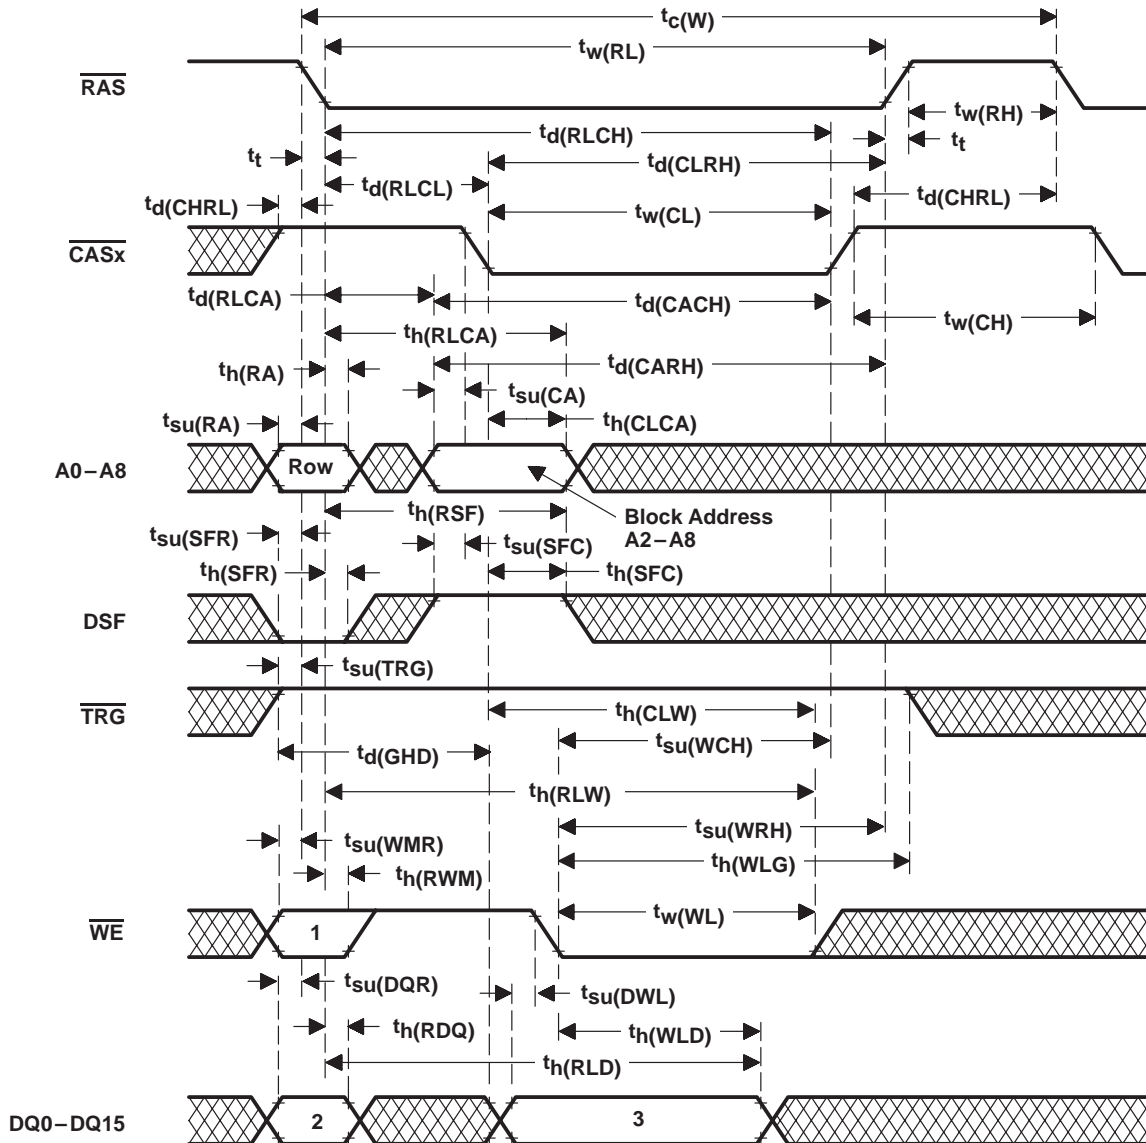 tc(W)
tw(RL)
RAS
tw(RH)
td(RLCH)
tt
tt
td(CLRH)
td(RLCL)
td(CHRL)
td(CHRL)
tw(CL)
CASx
td(RLCA)
td(CACH)
tw(CH)
th(RLCA)
th(RA)
td(CARH)
tsu(CA)
tsu(RA)
th(CLCA)
A0–A8
Row
th(RSF)
Block Address
A2–A8
tsu(SFR)
tsu(SFC)
th(SFR)
th(SFC)
DSF
tsu(TRG)
TRG
th(CLW)
tsu(WCH)
td(GHD)
th(RLW)
tsu(WRH)
tsu(WMR)
th(WLG)
th(RWM)
tw(WL)
WE
1
tsu(DQR)
tsu(DWL)
th(RDQ)
th(WLD)
th(RLD)
DQ0–DQ15
2
3